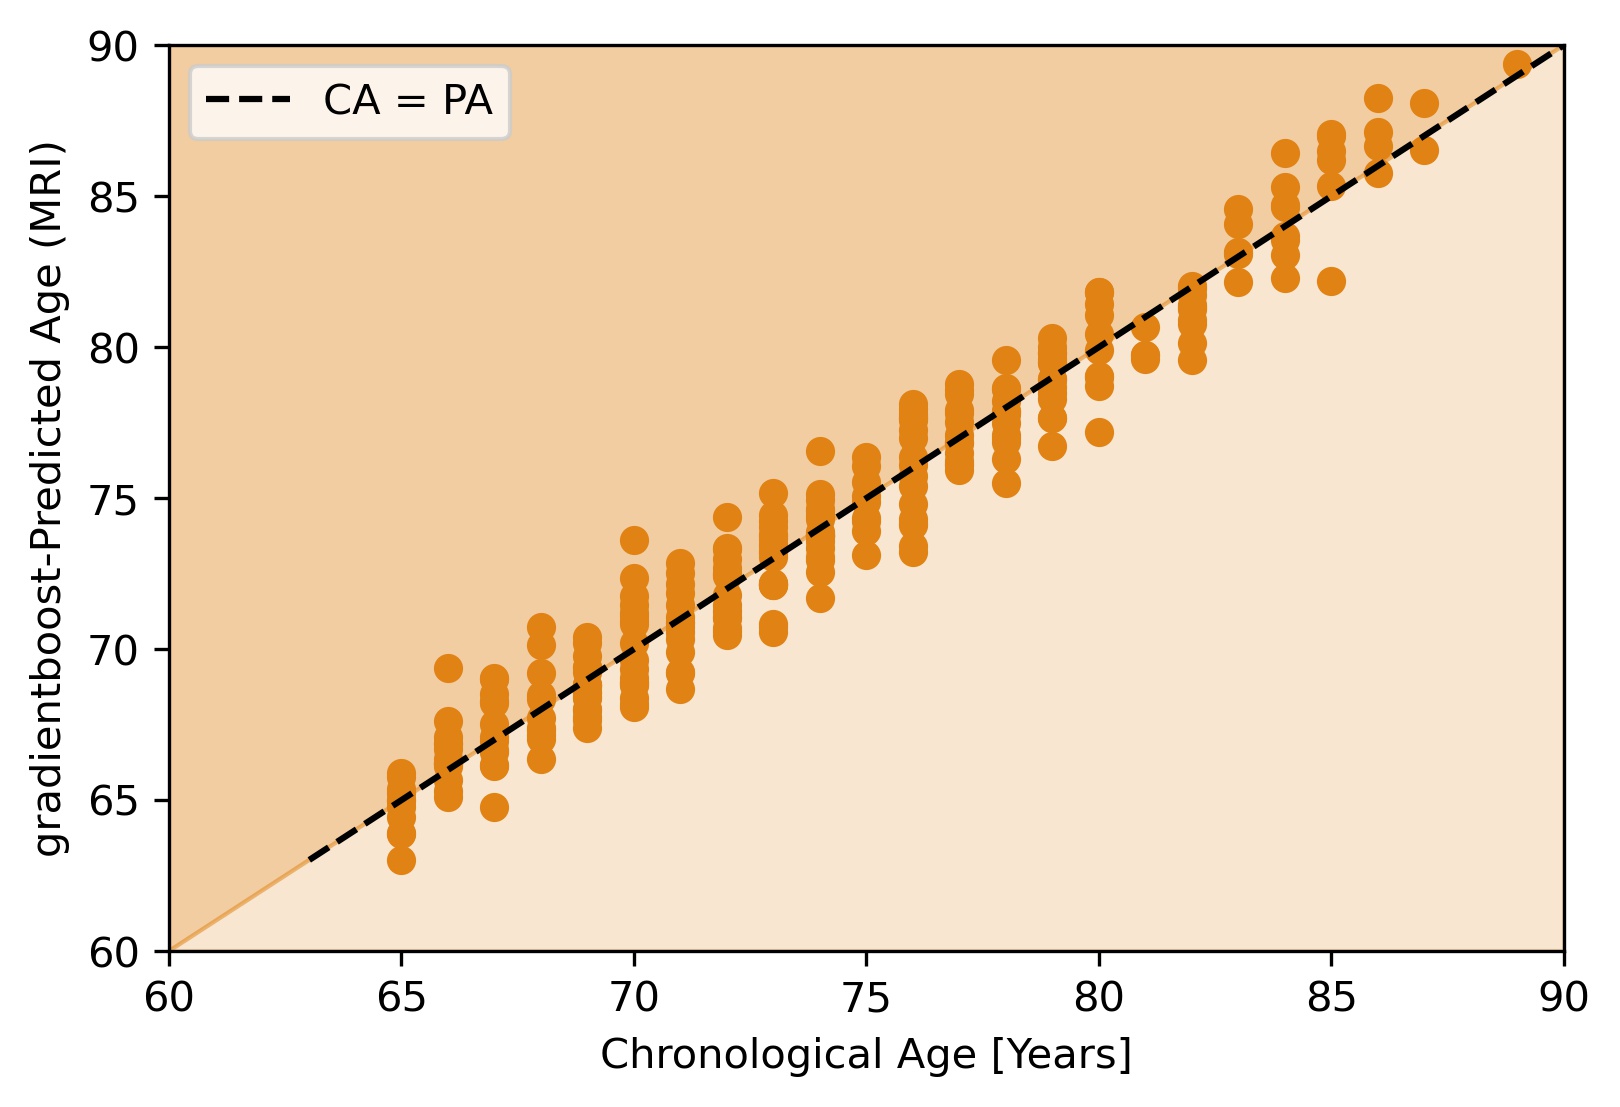 CA = PA
gradientboost-Predicted Age (MRI)
90
85
80
75
70
65
60
60 65 70 75 80 85 90
Chronological Age [Years]